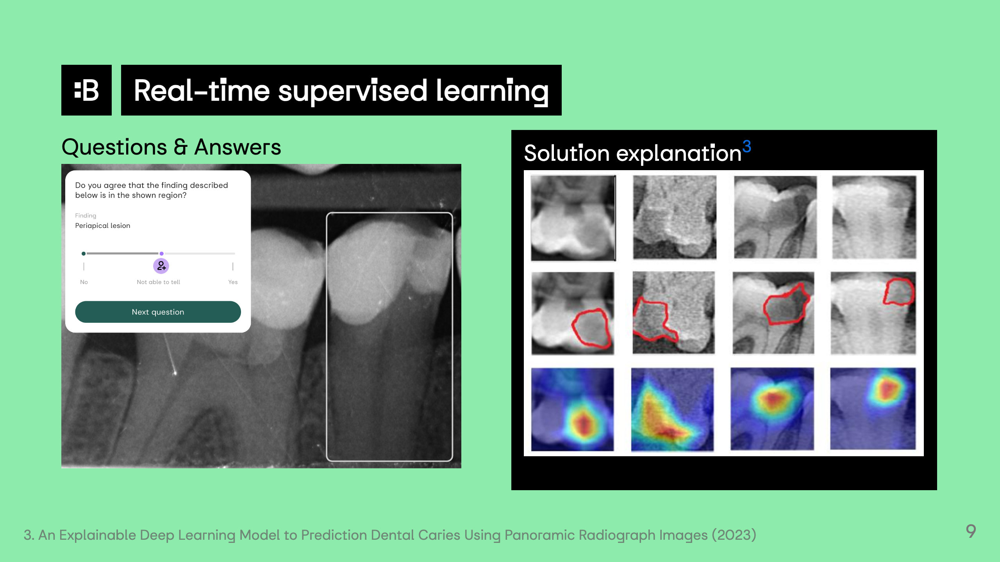 :B
Real-time supervised learning
Questions & Answers
Do you agree that the finding described
below is in the shown region?
Finding
Periapical lesion
No
Not able to tell
Yes
Next question
Solution explanation3
3. An Explainable Deep Learning Model to Prediction Dental Caries Using Panoramic Radiograph Images (2023)
9